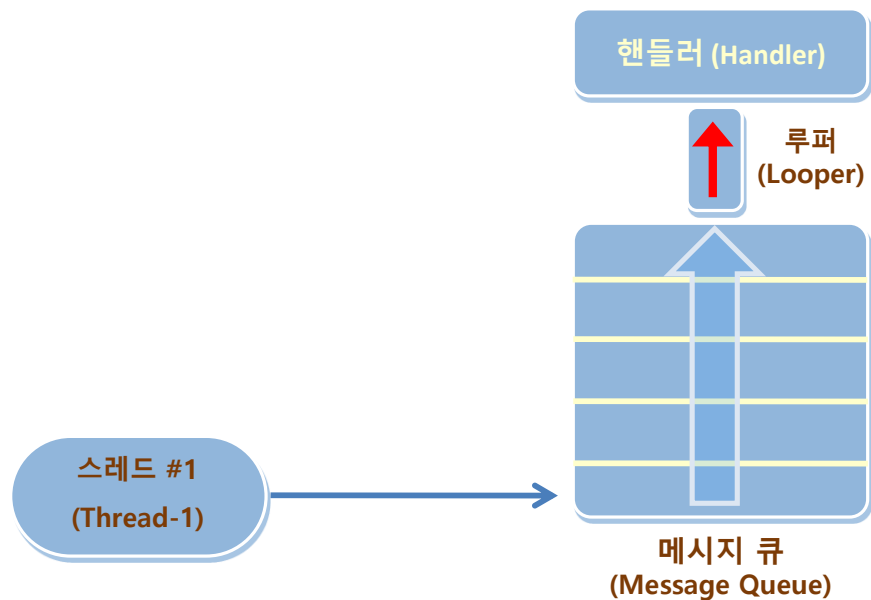 핸들러 (Handler)
루퍼
(Looper)
스레드 #1
(Thread-1)
메시지 큐
(Message Queue)